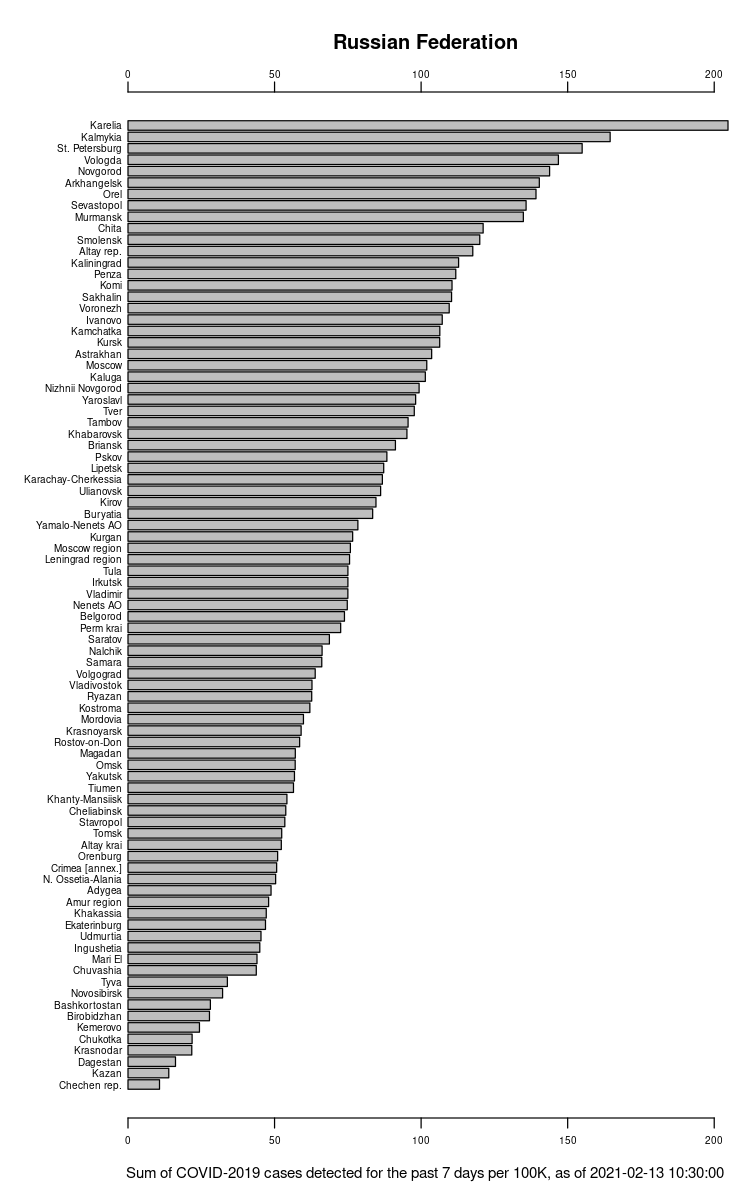 Russian Federation
0 50 100 150 200
Karelia
Kalmykia
St. Petersburg
Vologda
Novgorod
Arkhangelsk
Orel
Sevastopol
Murmansk
Chita
Smolensk
Altay rep.
Kaliningrad
Penza
Komi
Sakhalin
Voronezh
Ivanovo
Kamchatka
Kursk
Astrakhan
Moscow
Kaluga
Nizhnii Novgorod
Yaroslavl
Tver
Tambov
Khabarovsk
Briansk
Pskov
Lipetsk
Karachay-Cherkessia
Ulianovsk
Kirov
Buryatia
Yamalo-Nenets AO
Kurgan
Moscow region
Leningrad region
Tula
Irkutsk
Vladimir
Nenets AO
Belgorod
Perm krai
Saratov
Nalchik
Samara
Volgograd
Vladivostok
Ryazan
Kostroma
Mordovia
Krasnoyarsk
Rostov-on-Don
Magadan
Omsk
Yakutsk
Tiumen
Khanty-Mansiisk
Cheliabinsk
Stavropol
Tomsk
Altay krai
Orenburg
Crimea [annex.]
N. Ossetia-Alania
Adygea
Amur region
Khakassia
Ekaterinburg
Udmurtia
Ingushetia
Mari El
Chuvashia
Tyva
Novosibirsk
Bashkortostan
Birobidzhan
Kemerovo
Chukotka
Krasnodar
Dagestan
Kazan
Chechen rep.
0 50 100 150 200
Sum of COVID-2019 cases detected for the past 7 days per 100K, as of 2021-02-13 10:30:00